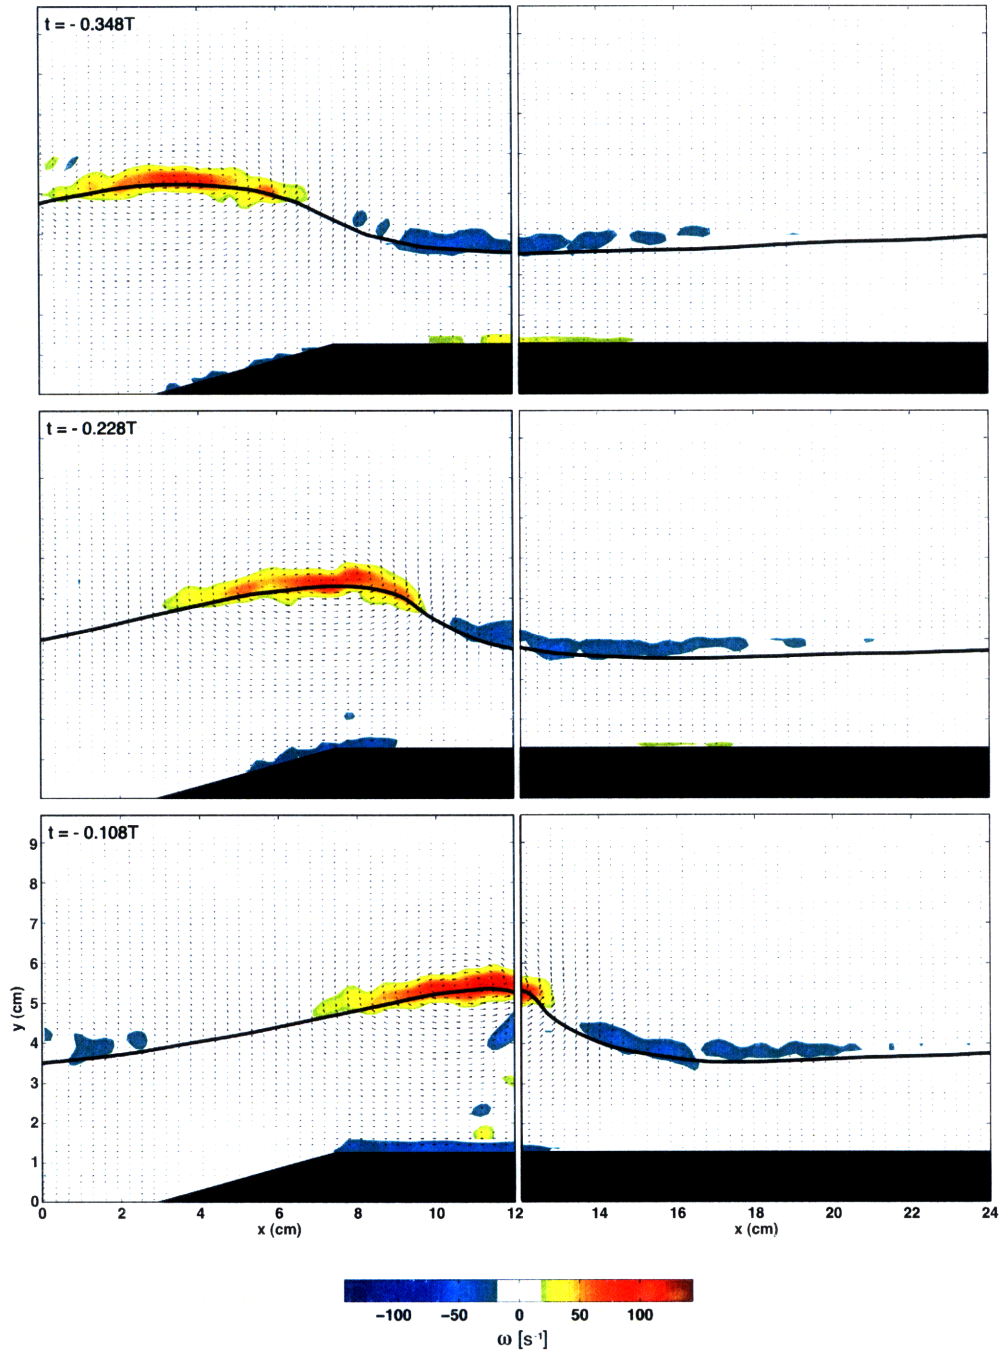 t = - 0.348T
t = - 0.228T
t = - 0.108T
9
8
7
6
5
4
3
2
1
0
y (cm)
0 2 4 6 8 10 12 14 16 18 20 22 24
x (cm) x (cm)
−100 −50 0 50 100
ω [s⁻¹]